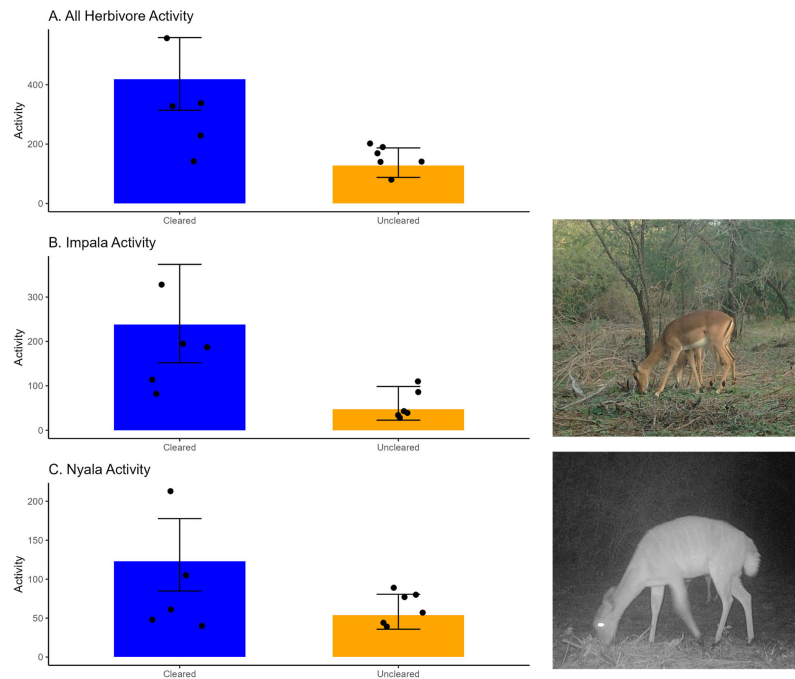 A. All Herbivore Activity
Activity
400
200
0
Cleared
Uncleared
B. Impala Activity
Activity
300
200
100
0
Cleared
Uncleared
C. Nyala Activity
Activity
200
150
100
50
0
Cleared
Uncleared